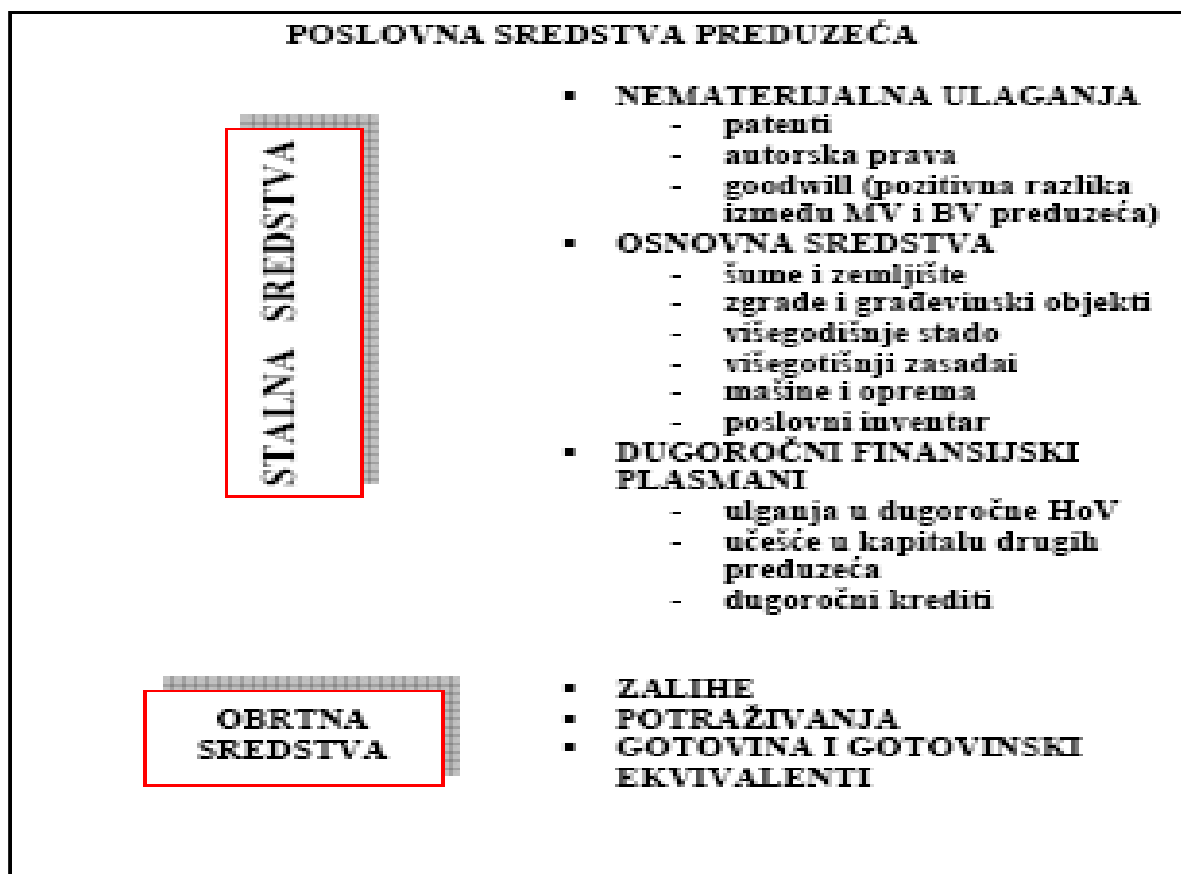 POSLOVNA SREDSTVA PREDUZEĆA
STALNA SREDSTVA
▪ NEMATERIJALNA ULAGANJA
- patenti
- autorska prava
- goodwill (pozitivna razlika
između MV i BV preduzeća)
▪ OSNOVNA SREDSTVA
- šume i zemljište
- zgrade i građevinski objekti
- višegodišnje stado
- višegotišnji zasadai
- mašine i oprema
- poslovni inventar
▪ DUGOROČNI FINANSIJSKI
PLASMANI
- ulganja u dugoročne HoV
- učešće u kapitalu drugih
preduzeća
- dugoročni krediti
OBRTNA
SREDSTVA
▪ ZALIHE
▪ POTRAŽIVANJA
▪ GOTOVINA I GOTOVINSKI
EKVIVALENTI